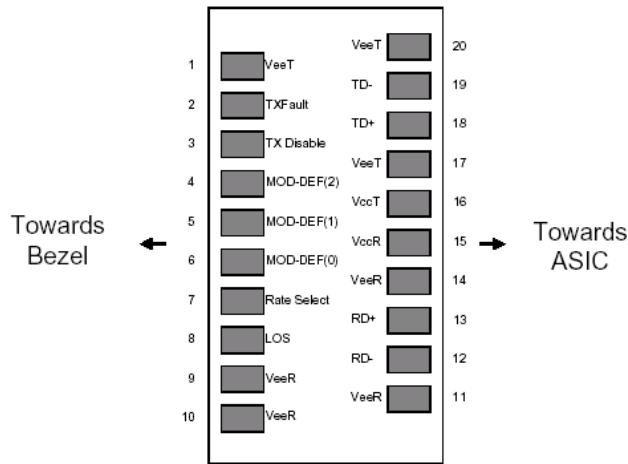 VeeT 20
1 VeeT
TD- 19
2 TXFault
TD+ 18
3 TX Disable
VeeT 17
4 MOD-DEF(2)
VccT 16
5 MOD-DEF(1)
VccR 15
6 MOD-DEF(0)
VeeR 14
7 Rate Select
RD+ 13
8 LOS
RD- 12
9 VeeR
VeeR 11
10 VeeR
Towards
Bezel
Towards
ASIC